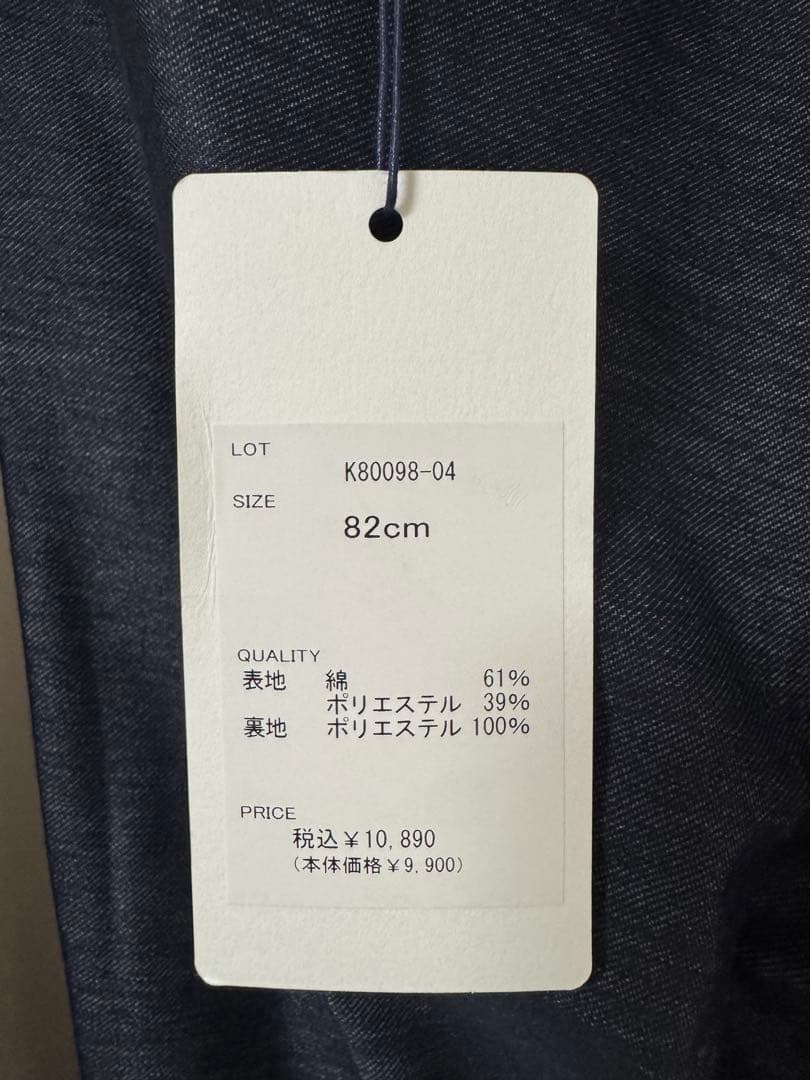 LOT
K80098-04
SIZE
82cm
QUALITY
表地 綿 61%
ポリエステル 39%
裏地 ポリエステル 100%
PRICE
税込￥10,890
(本体価格￥9,900)